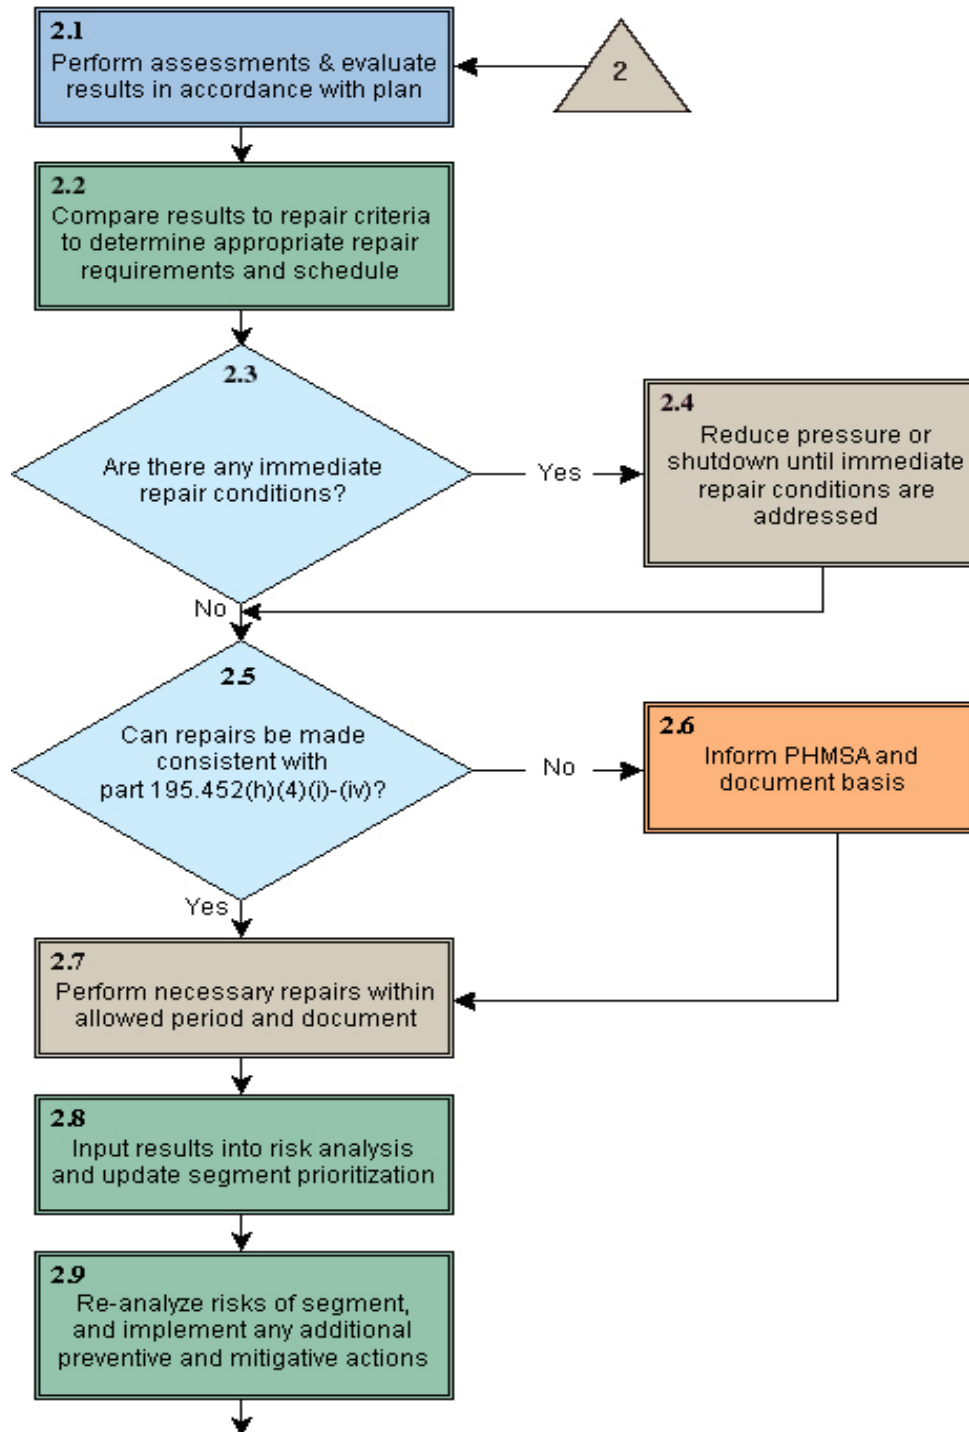 2.1
Perform assessments & evaluate
results in accordance with plan
2
2.2
Compare results to repair criteria
to determine appropriate repair
requirements and schedule
2.3
Are there any immediate
repair conditions?
Yes
2.4
Reduce pressure or
shutdown until immediate
repair conditions are
addressed
No
2.5
Can repairs be made
consistent with
part 195.452(h)(4)(i)-(iv)?
No
2.6
Inform PHMSA and
document basis
Yes
2.7
Perform necessary repairs within
allowed period and document
2.8
Input results into risk analysis
and update segment prioritization
2.9
Re-analyze risks of segment,
and implement any additional
preventive and mitigative actions